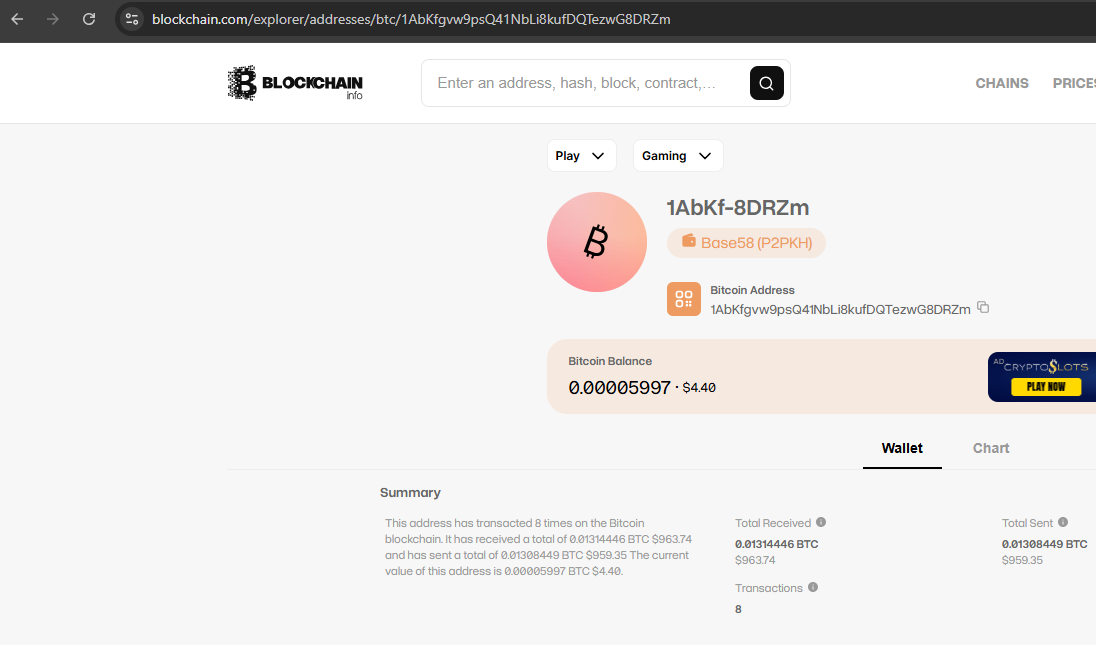 blockchain.com/explorer/addresses/btc/1AbKfgvw9psQ41NbLi8kufDQTezwG8DRZm
BLOCKCHAIN
info
Enter an address, hash, block, contract,...
CHAINS PRICES
Play Gaming
1AbKf-8DRZm
Base58 (P2PKH)
Bitcoin Address
1AbKfgvw9psQ41NbLi8kufDQTezwG8DRZm
Bitcoin Balance
0.00005997 · $4.40
AD
CRYPTOSLOTS
PLAY NOW
Wallet Chart
Summary
This address has transacted 8 times on the Bitcoin
blockchain. It has received a total of 0.01314446 BTC $963.74
and has sent a total of 0.01308449 BTC $959.35 The current
value of this address is 0.00005997 BTC $4.40.
Total Received
0.01314446 BTC
$963.74
Total Sent
0.01308449 BTC
$959.35
Transactions
8